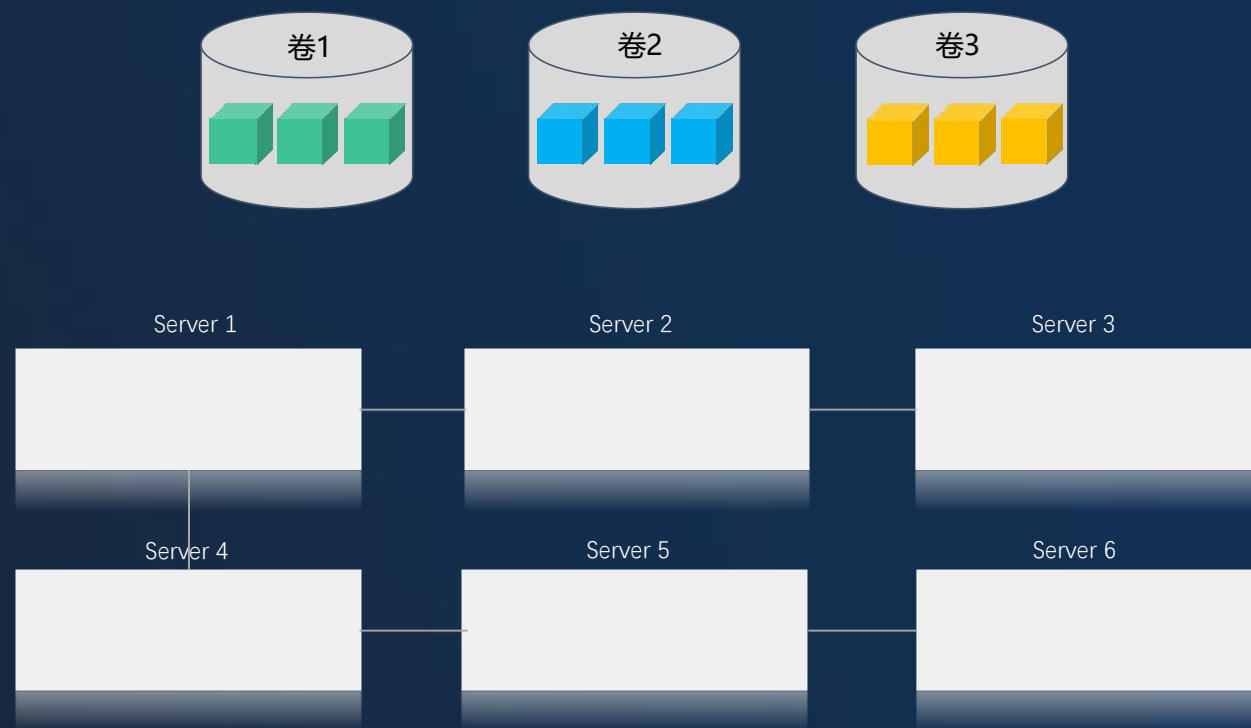 卷1
卷2
卷3
Server 1
Server 2
Server 3
Server 4
Server 5
Server 6